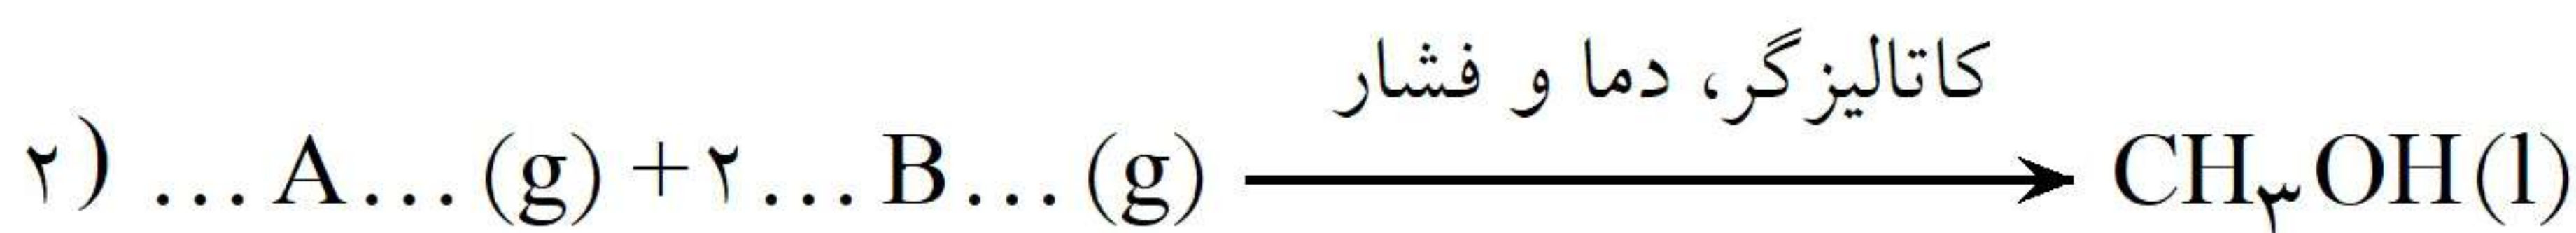 کاتالیزگر، دما و فشار
۲) ... A ... (g) + ۲ ... B ... (g) ⟶ CH۳OH(l)